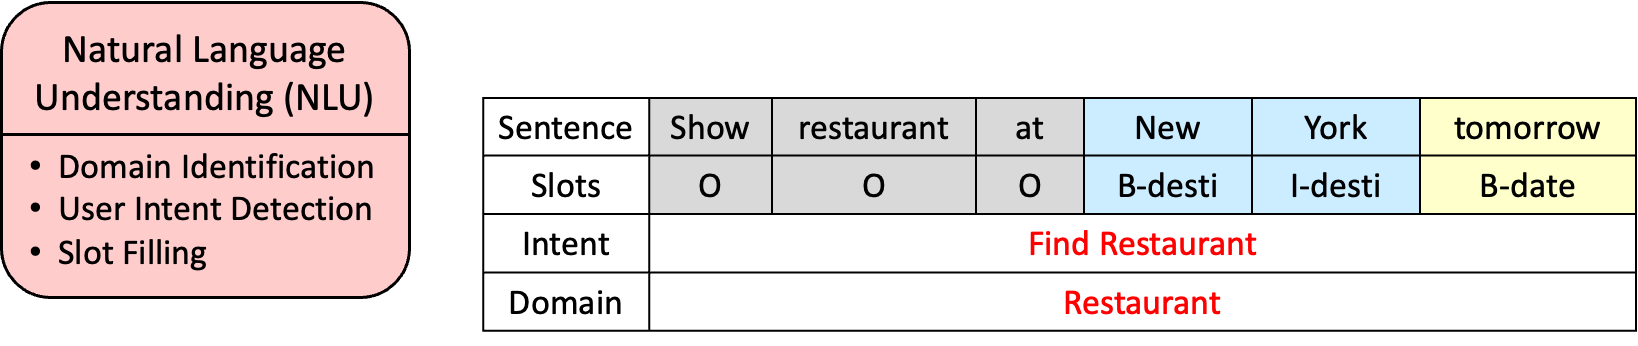 Natural Language
Understanding (NLU)
• Domain Identification
• User Intent Detection
• Slot Filling
Sentence Show restaurant at New York tomorrow
Slots O O O B-desti I-desti B-date
Intent Find Restaurant
Domain Restaurant